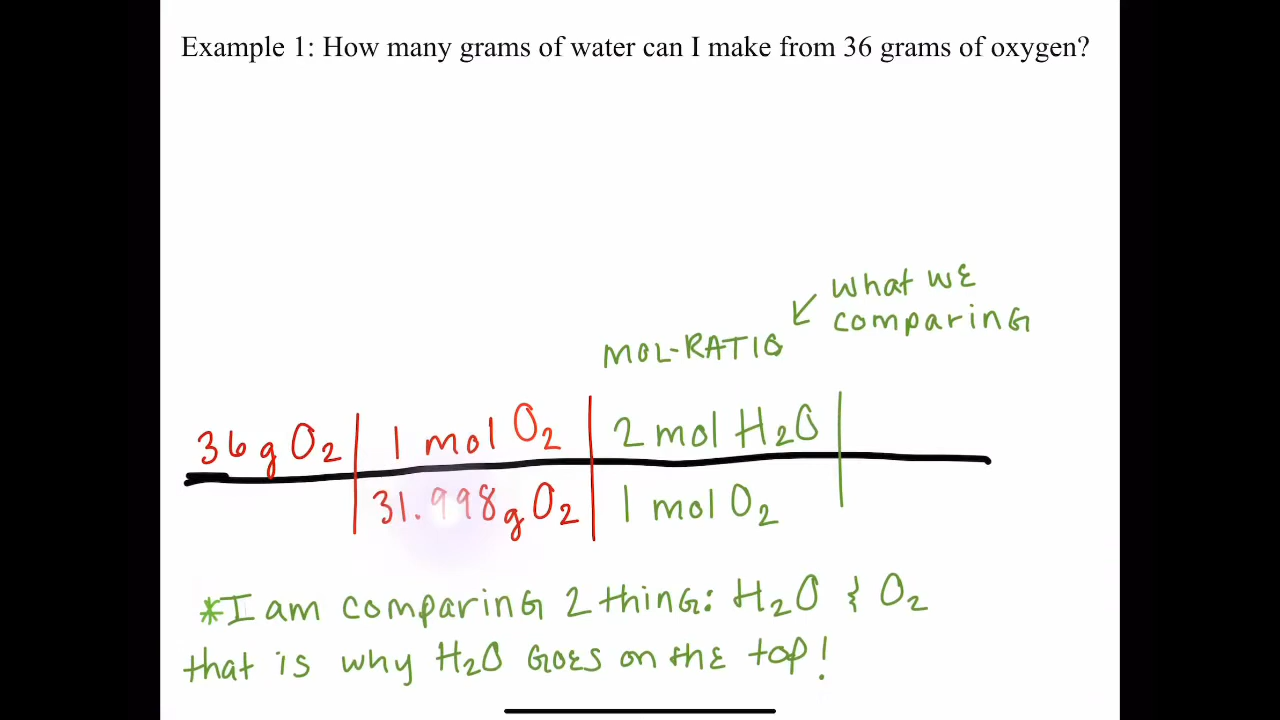 Example 1: How many grams of water can I make from 36 grams of oxygen?
What we
comparing
MOL-RATIO
36 g O₂ 1 mol O₂ 2 mol H₂O
31.998 g O₂ 1 mol O₂
*I am comparing 2 thing: H₂O & O₂
that is why H₂O goes on the top!